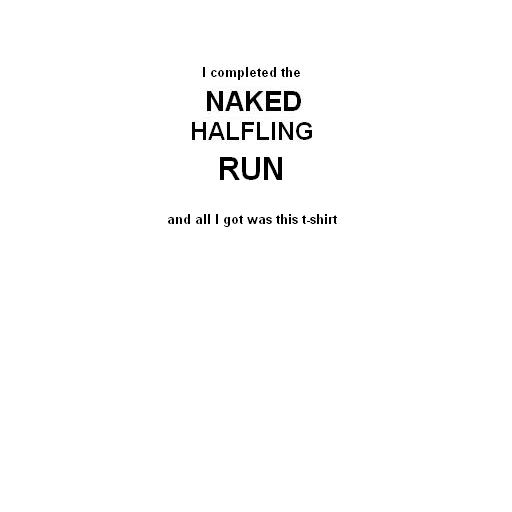 I completed the
NAKED
HALFLING
RUN
and all I got was this t-shirt